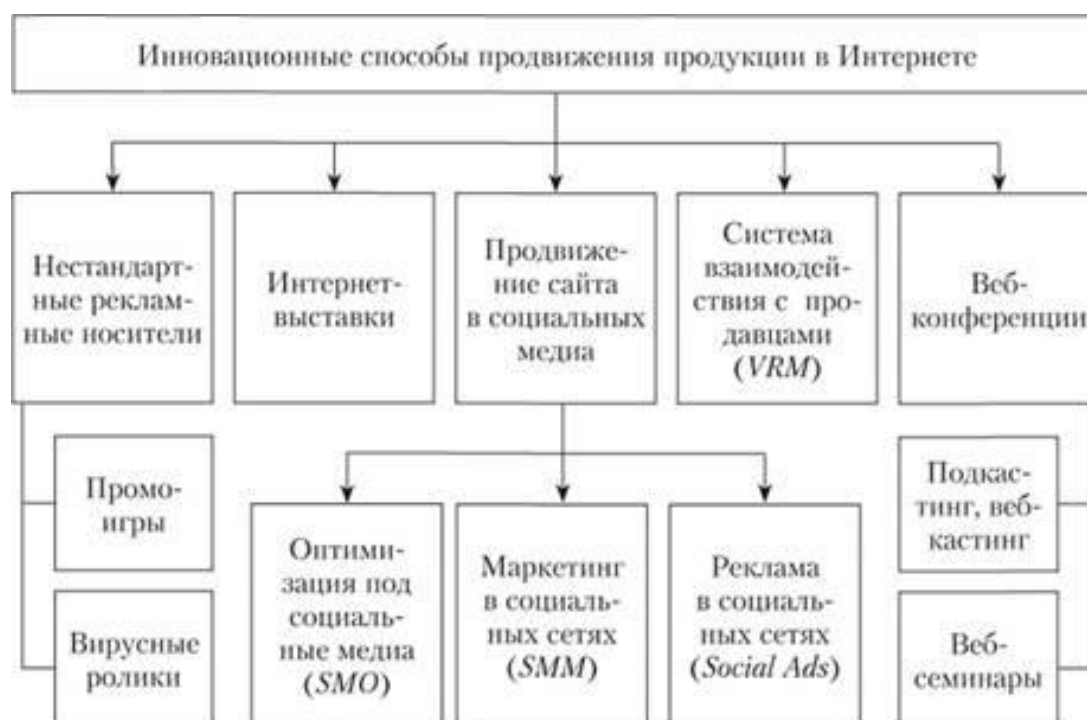 Инновационные способы продвижения продукции в Интернете
Нестандарт-
ные реклам-
ные носители
Интернет-
выставки
Продвиже-
ние сайта
в социальных
медиа
Система
взаимодей-
ствия с про-
давцами
(VRM)
Веб-
конференции
Промо-
игры
Вирусные
ролики
Оптими-
зация под
социаль-
ные медиа
(SMO)
Маркетинг
в социаль-
ных сетях
(SMM)
Реклама
в социаль-
ных сетях
(Social Ads)
Подкас-
тинг, веб-
кастинг
Веб-
семинары